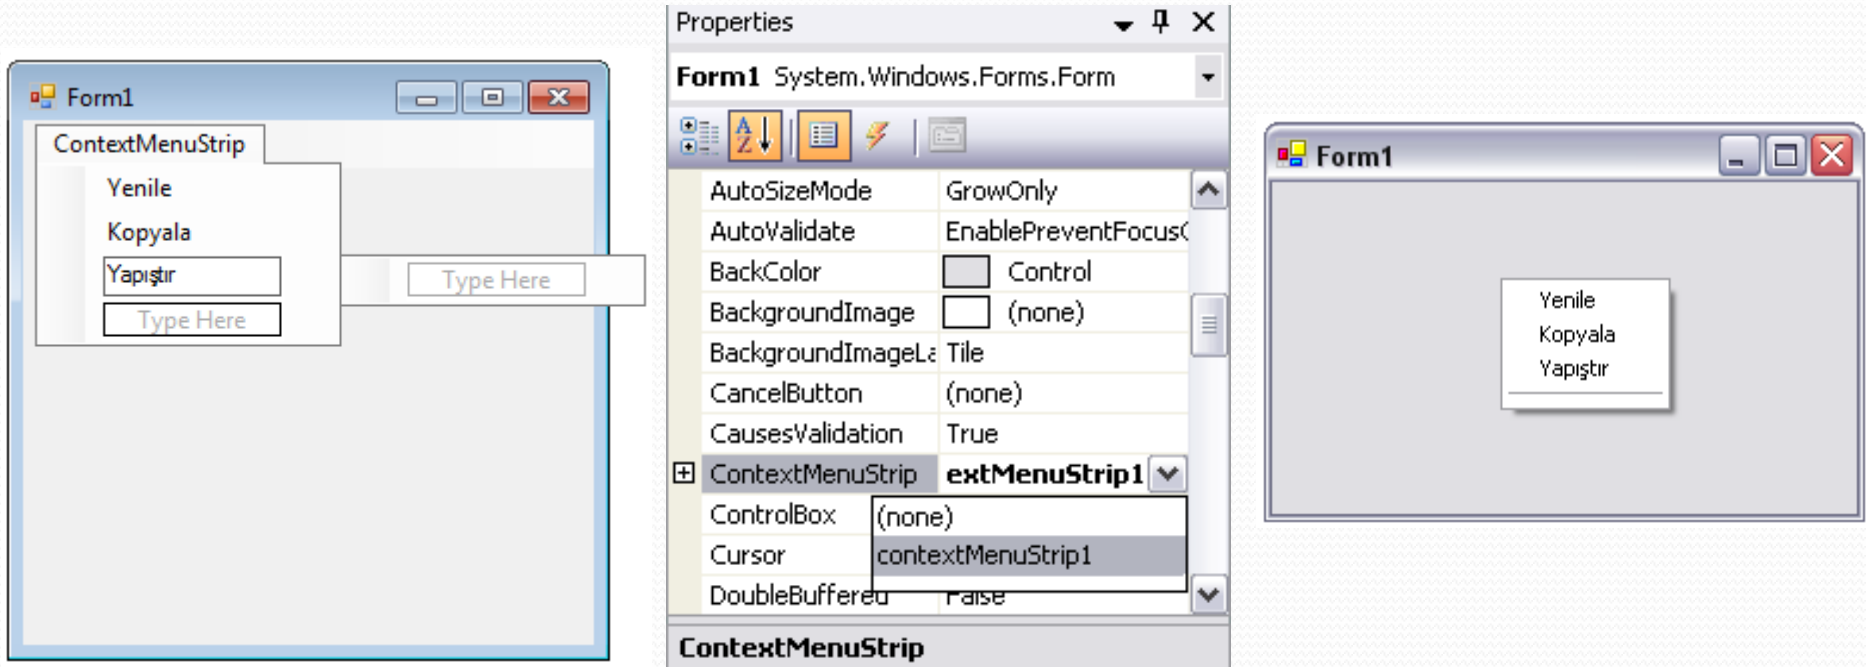 Form1
ContextMenuStrip
Yenile
Kopyala
Yapıştır
Type Here
Type Here
Properties
Form1 System.Windows.Forms.Form
A
Z
AutoSizeMode GrowOnly
AutoValidate EnablePreventFocusC
BackColor Control
BackgroundImage (none)
BackgroundImageLa Tile
CancelButton (none)
CausesValidation True
ContextMenuStrip extMenuStrip1
ControlBox (none)
Cursor contextMenuStrip1
DoubleBuffered False
ContextMenuStrip
Form1
Yenile
Kopyala
Yapıştır